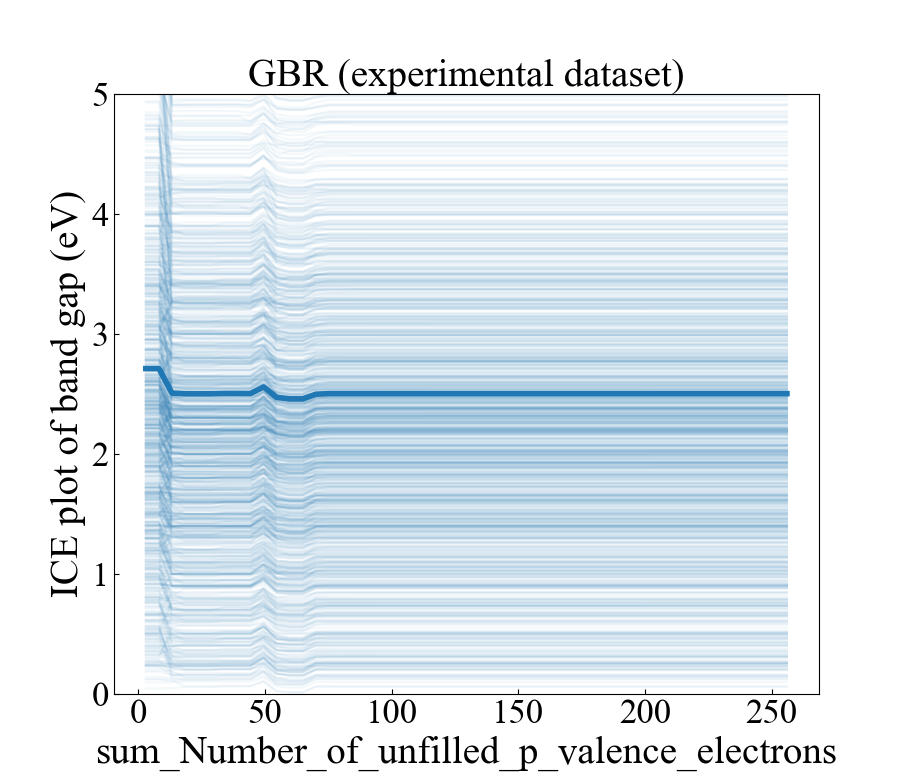 GBR (experimental dataset)
ICE plot of band gap (eV)
5
4
3
2
1
0
0 50 100 150 200 250
sum_Number_of_unfilled_p_valence_electrons